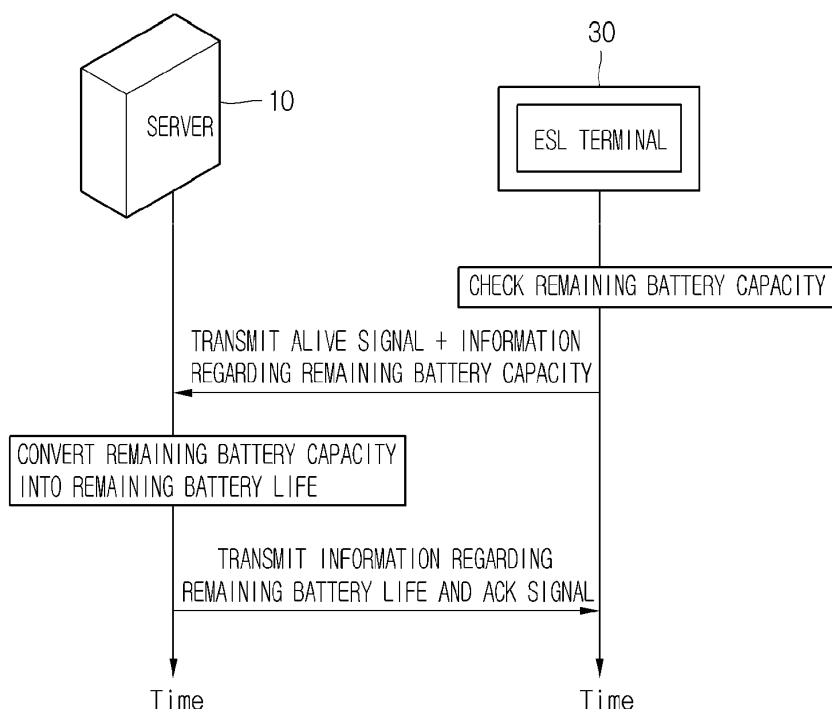 30
10
SERVER
ESL TERMINAL
CHECK REMAINING BATTERY CAPACITY
TRANSMIT ALIVE SIGNAL + INFORMATION
REGARDING REMAINING BATTERY CAPACITY
CONVERT REMAINING BATTERY CAPACITY
INTO REMAINING BATTERY LIFE
TRANSMIT INFORMATION REGARDING
REMAINING BATTERY LIFE AND ACK SIGNAL
Time
Time